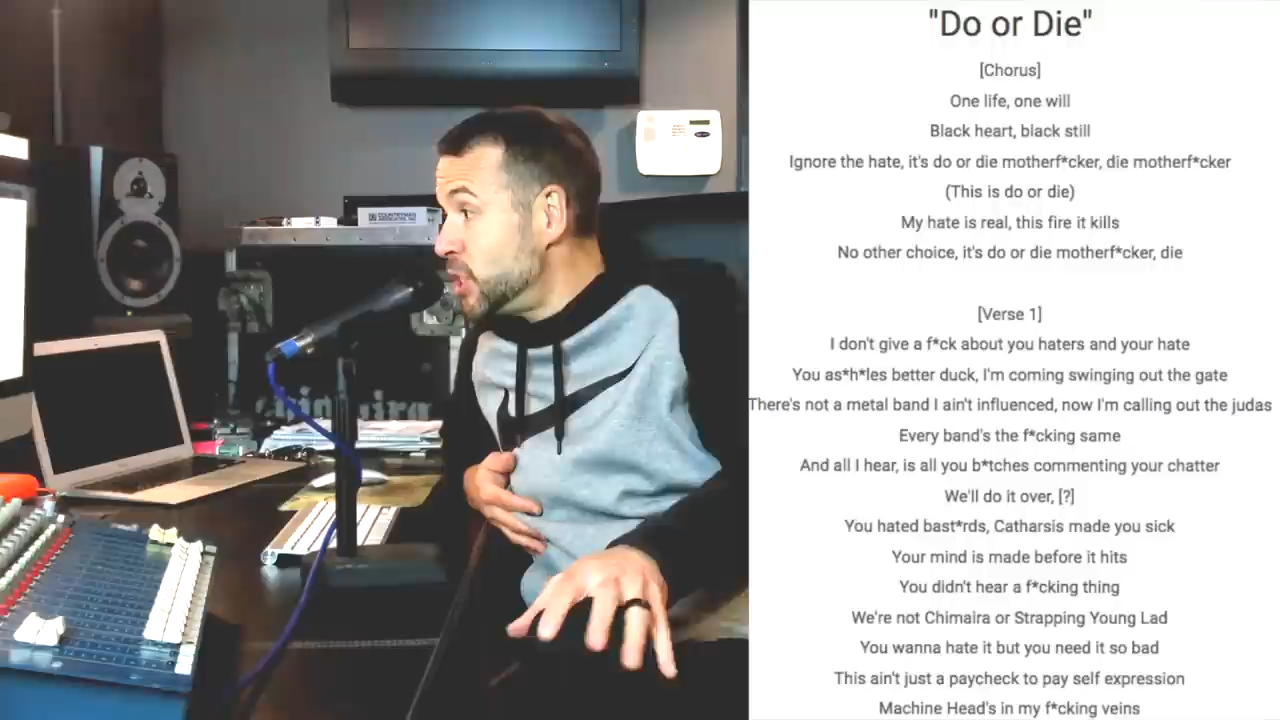 "Do or Die"
[Chorus]
One life, one will
Black heart, black still
Ignore the hate, it's do or die motherf*cker, die motherf*cker
(This is do or die)
My hate is real, this fire it kills
No other choice, it's do or die motherf*cker, die
[Verse 1]
I don't give a f*ck about you haters and your hate
You as*h*les better duck, I'm coming swinging out the gate
There's not a metal band I ain't influenced, now I'm calling out the judas
Every band's the f*cking same
And all I hear, is all you b*tches commenting your chatter
We'll do it over, [?]
You hated bast*rds, Catharsis made you sick
Your mind is made before it hits
You didn't hear a f*cking thing
We're not Chimaira or Strapping Young Lad
You wanna hate it but you need it so bad
This ain't just a paycheck to pay self expression
Machine Head's in my f*cking veins
COUNTRYMAN